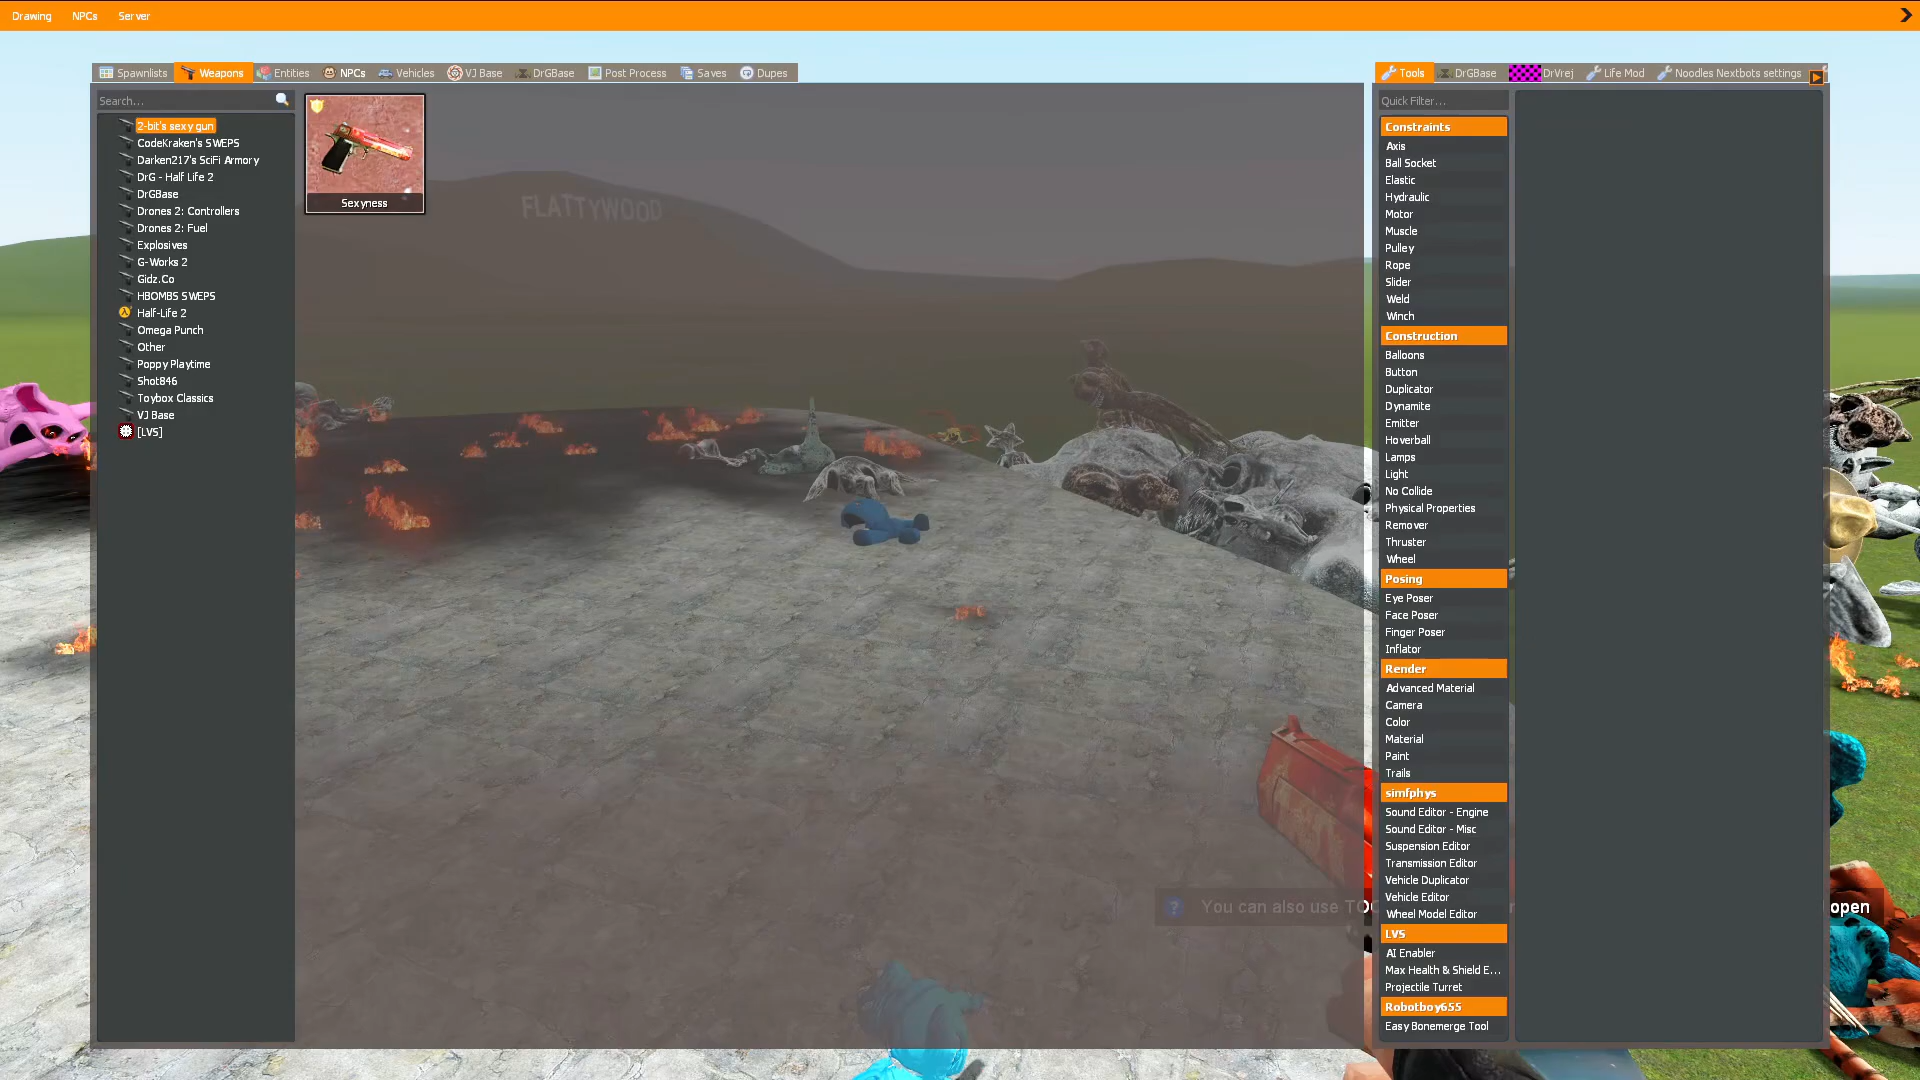 Drawing NPCs Server
Spawnlists Weapons Entities NPCs Vehicles VJ Base DrGBase Post Process Saves Dupes
Search...
2-bit's sexy gun
CodeKraken's SWEPS
Darken217's SciFi Armory
DrG - Half Life 2
DrGBase
Drones 2: Controllers
Drones 2: Fuel
Explosives
G-Works 2
Gidz.Co
HBOMBS SWEPS
Half-Life 2
Omega Punch
Other
Poppy Playtime
Shot846
Toybox Classics
VJ Base
[LVS]
Sexyness
FLATTYWOOD
Tools DrGBase DrVrej Life Mod Noodles Nextbots settings
Quick Filter...
Constraints
Axis
Ball Socket
Elastic
Hydraulic
Motor
Muscle
Pulley
Rope
Slider
Weld
Winch
Construction
Balloons
Button
Duplicator
Dynamite
Emitter
Hoverball
Lamps
Light
No Collide
Physical Properties
Remover
Thruster
Wheel
Posing
Eye Poser
Face Poser
Finger Poser
Inflator
Render
Advanced Material
Camera
Color
Material
Paint
Trails
simfphys
Sound Editor - Engine
Sound Editor - Misc
Suspension Editor
Transmission Editor
Vehicle Duplicator
Vehicle Editor
Wheel Model Editor
LVS
AI Enabler
Max Health & Shield E...
Projectile Turret
Robotboy655
Easy Bonemerge Tool
You can also use open